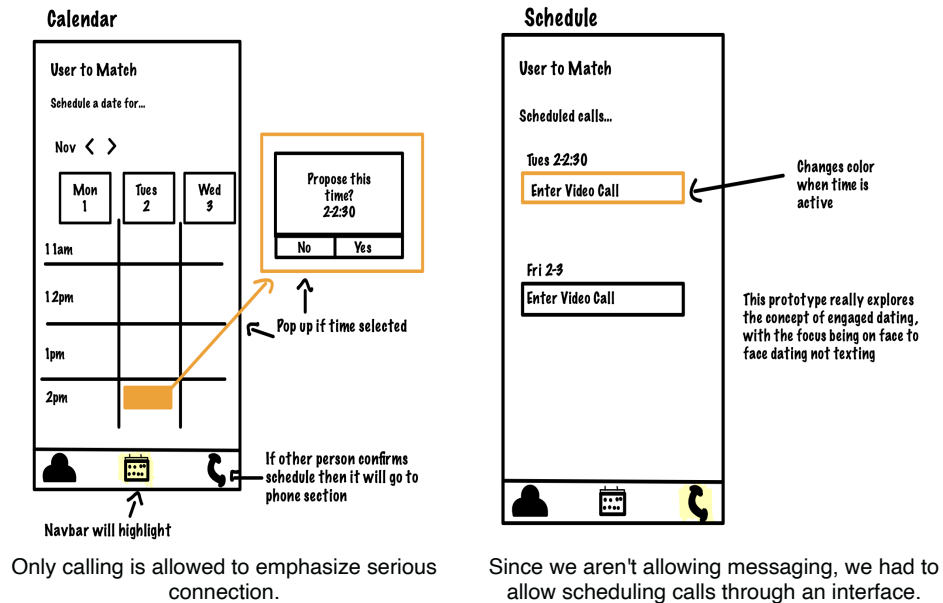 Calendar
User to Match
Schedule a date for...
Nov < >
Mon
1
Tues
2
Wed
3
11am
12pm
1pm
2pm
Propose this
time?
2-2:30
No
Yes
Pop up if time selected
If other person confirms
schedule then it will go to
phone section
Navbar will highlight
Only calling is allowed to emphasize serious
connection.
Schedule
User to Match
Scheduled calls...
Tues 2-2:30
Enter Video Call
Changes color
when time is
active
Fri 2-3
Enter Video Call
This prototype really explores
the concept of engaged dating,
with the focus being on face to
face dating not texting
Since we aren't allowing messaging, we had to
allow scheduling calls through an interface.